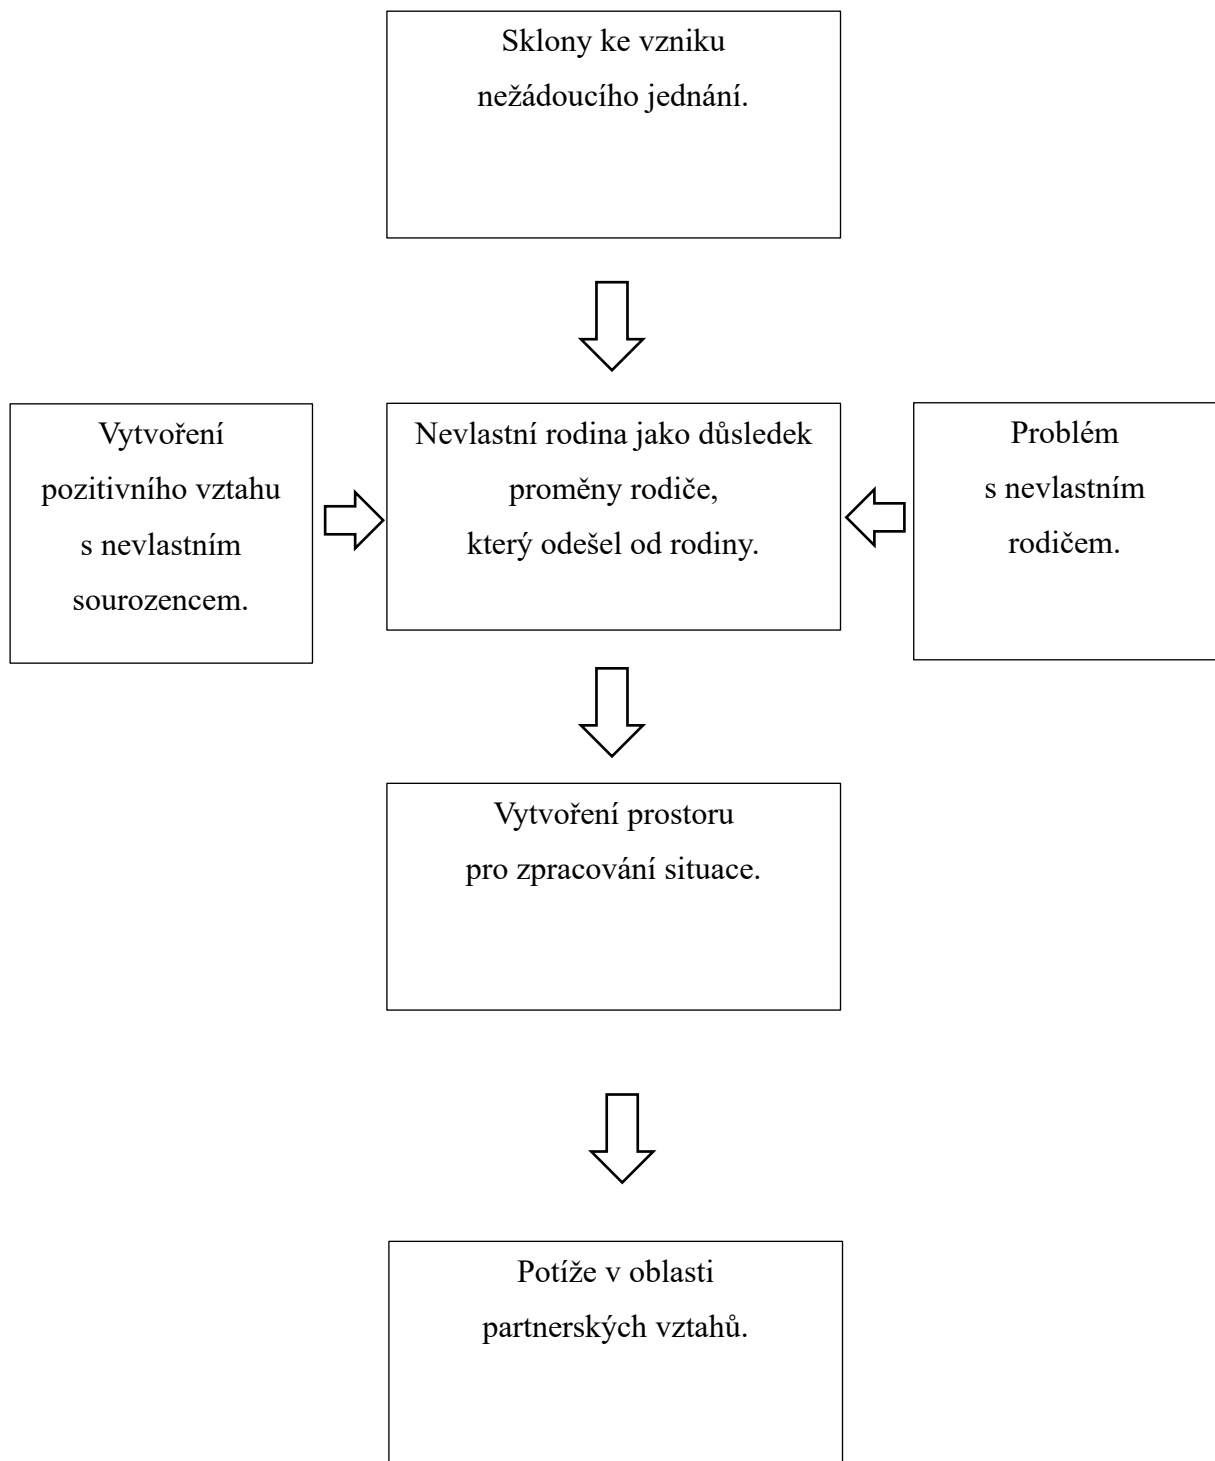 Sklony ke vzniku
nežádoucího jednání.
Vytvoření
pozitivního vztahu
s nevlastním
sourozencem.
Nevlastní rodina jako důsledek
proměny rodiče,
který odešel od rodiny.
Problém
s nevlastním
rodičem.
Vytvoření prostoru
pro zpracování situace.
Potíže v oblasti
partnerských vztahů.